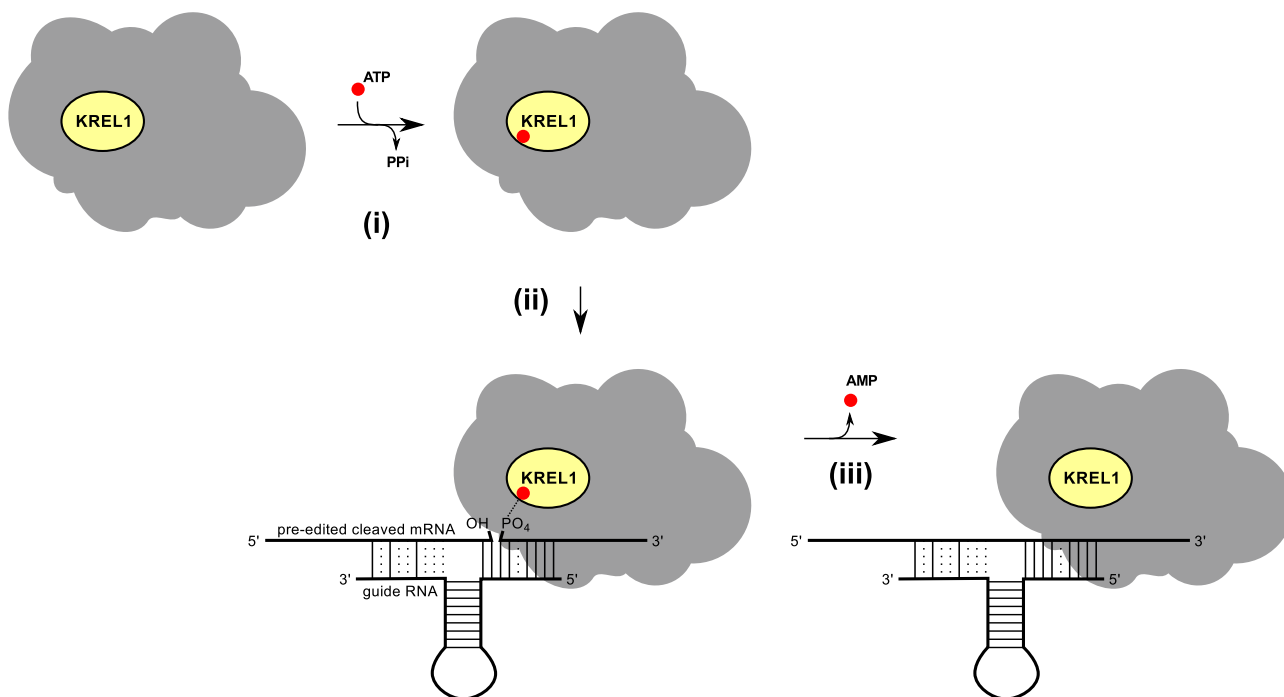 ATP
KREL1
KREL1
PPi
(i)
(ii)
AMP
KREL1
KREL1
(iii)
OH PO₄
pre-edited cleaved mRNA
5' 3' 5' 3'
3' 5' 3' 5'
guide RNA